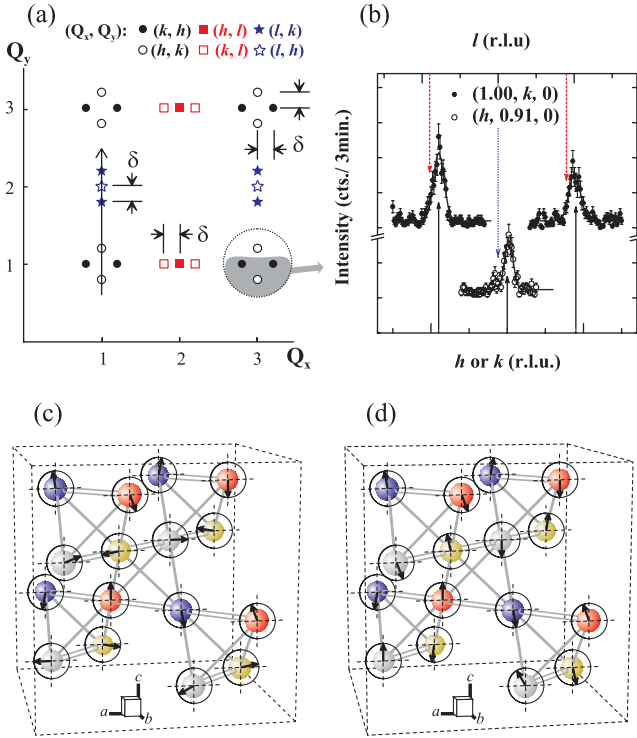 (a)
(Qx, Qy): ● (k, h) ■ (h, l) ★ (l, k)
○ (h, k) □ (k, l) ☆ (l, h)
Qy
3
2
1
δ
δ
δ
1 2 3 Qx
(b)
l (r.l.u)
● (1.00, k, 0)
○ (h, 0.91, 0)
Intensity (cts./ 3min.)
h or k (r.l.u.)
(c)
a b c
(d)
a b c